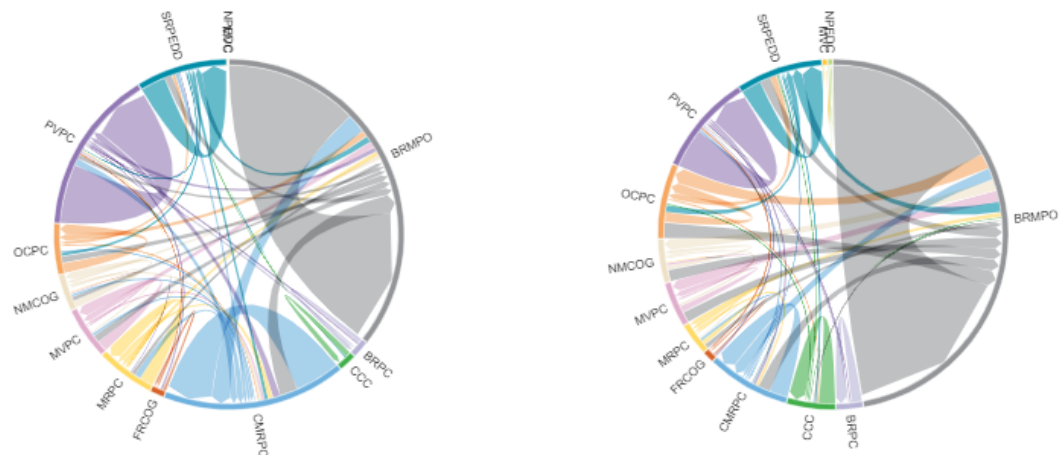 SRPEDD
PVPC
OCPC
NMCOG
MVPC
MRPC
FRCOG
CMRPC
CCC
BRPC
BRMPO
SRPEDD
PVPC
OCPC
NMCOG
MVPC
MRPC
FRCOG
CMRPC
CCC
BRPC
BRMPO